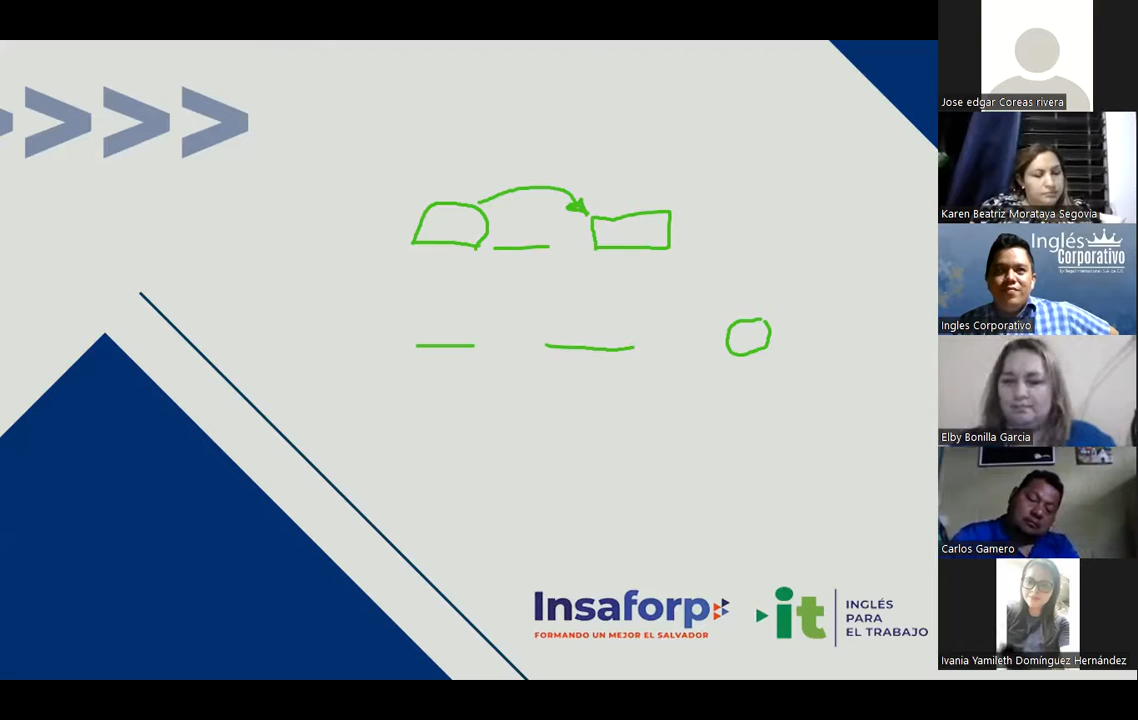 Jose edgar Coreas rivera
Karen Beatriz Morataya Segovia
Inglés
Corporativo
Ingles Corporativo
Elby Bonilla Garcia
Carlos Gamero
Insaforp
FORMANDO UN MEJOR EL SALVADOR
it
INGLÉS
PARA
EL TRABAJO
Ivania Yamileth Domínguez Hernández